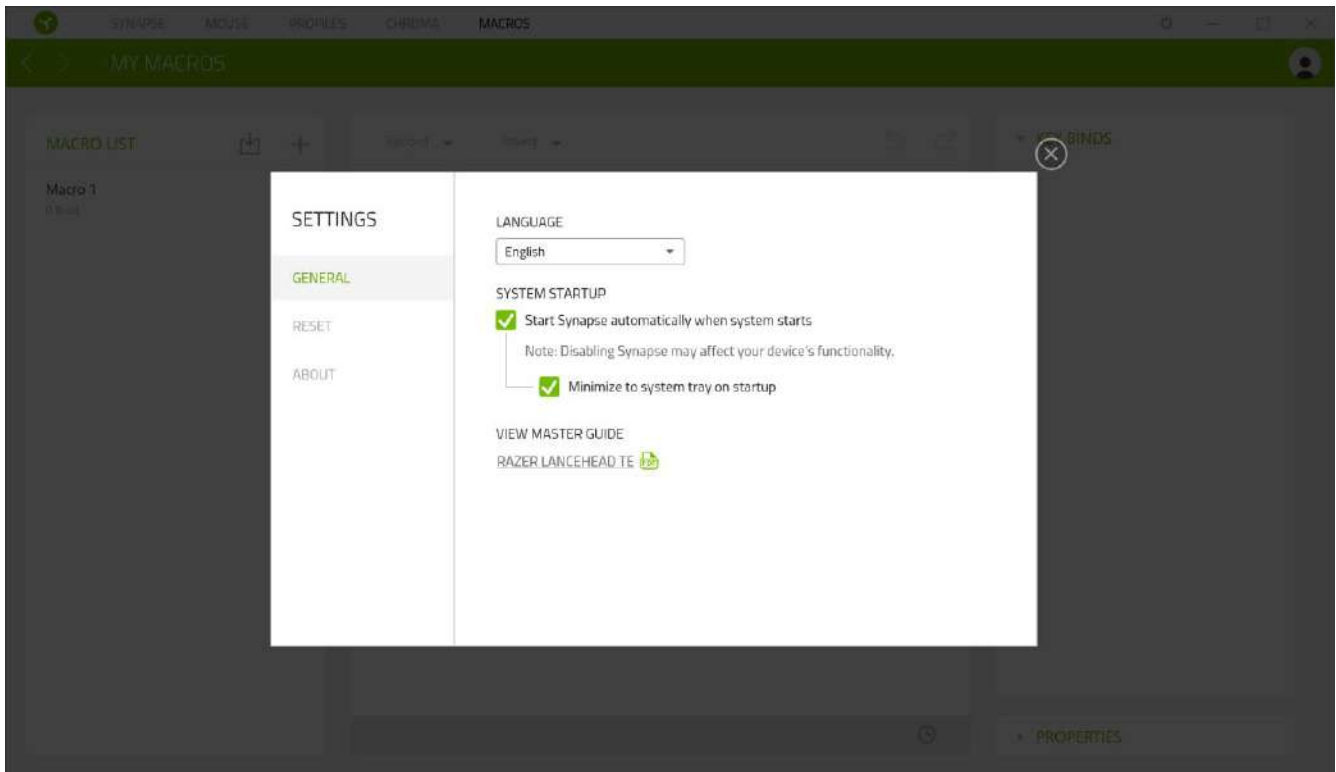 SYNAPSE MOUSE PROFILES CHROMA MACROS
MY MACROS
MACRO LIST
KEY BINDS
Macro 1
SETTINGS
GENERAL
RESET
ABOUT
LANGUAGE
English
SYSTEM STARTUP
Start Synapse automatically when system starts
Note: Disabling Synapse may affect your device's functionality.
Minimize to system tray on startup
VIEW MASTER GUIDE
RAZER LANCEHEAD TE
PROPERTIES